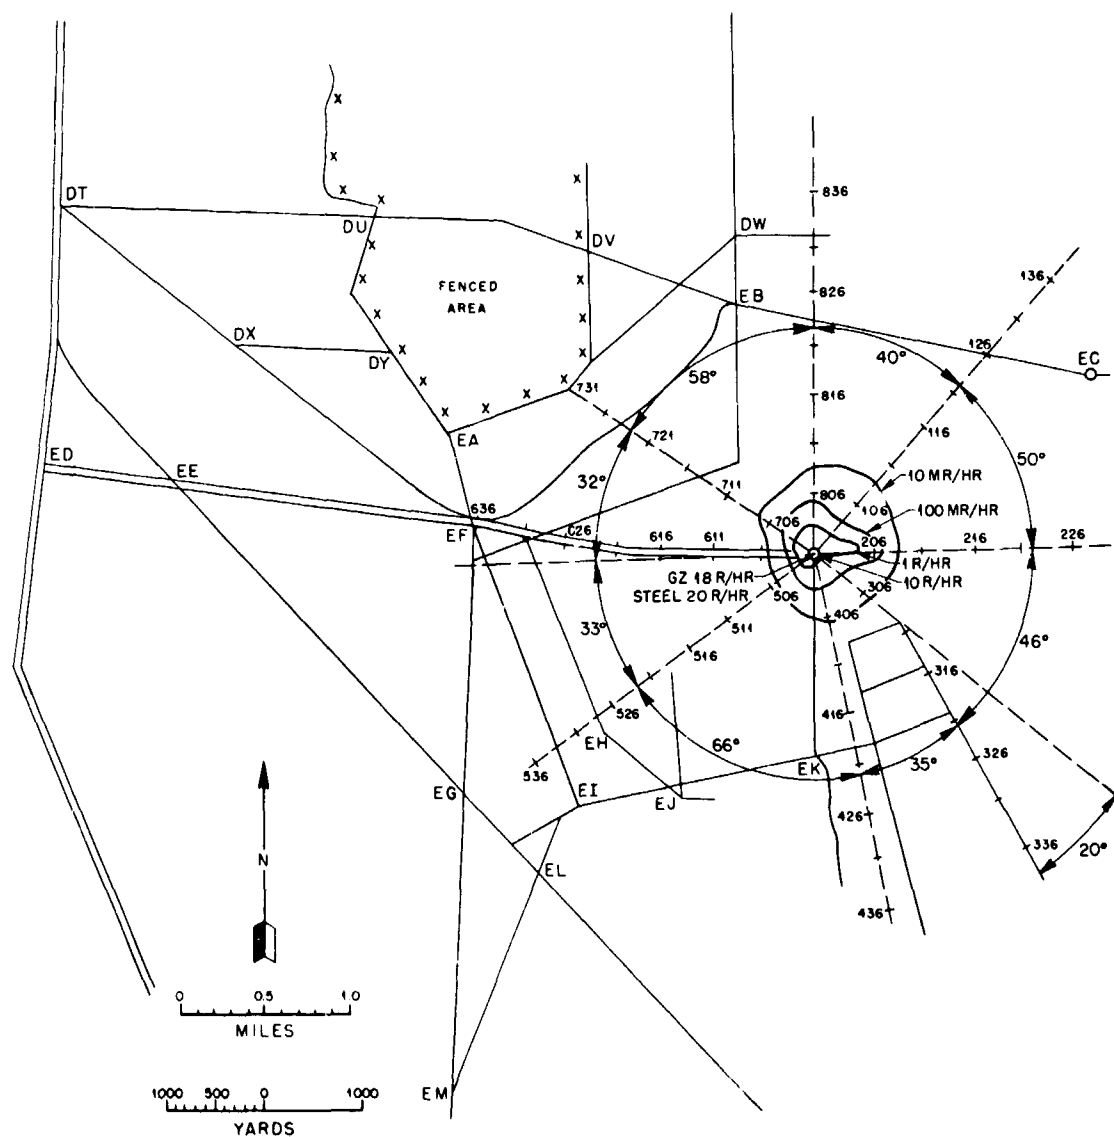 836
DT
DU
DV
DW
136
FENCED
AREA
826
EB
DX
DY
126
EC
40°
58°
731
816
EA
721
116
50°
ED
EE
32°
10 MR/HR
711
806
106
100 MR/HR
636
706
EF
626
616
611
206
216
226
1 R/HR
GZ 18 R/HR
10 R/HR
STEEL 20 R/HR
506
306
406
33°
511
46°
516
316
526
416
66°
EH
536
EK
35°
326
EG
EI
EJ
426
336
20°
N
EL
436
0 0.5 1.0
MILES
1000 500 0 1000
EM
YARDS